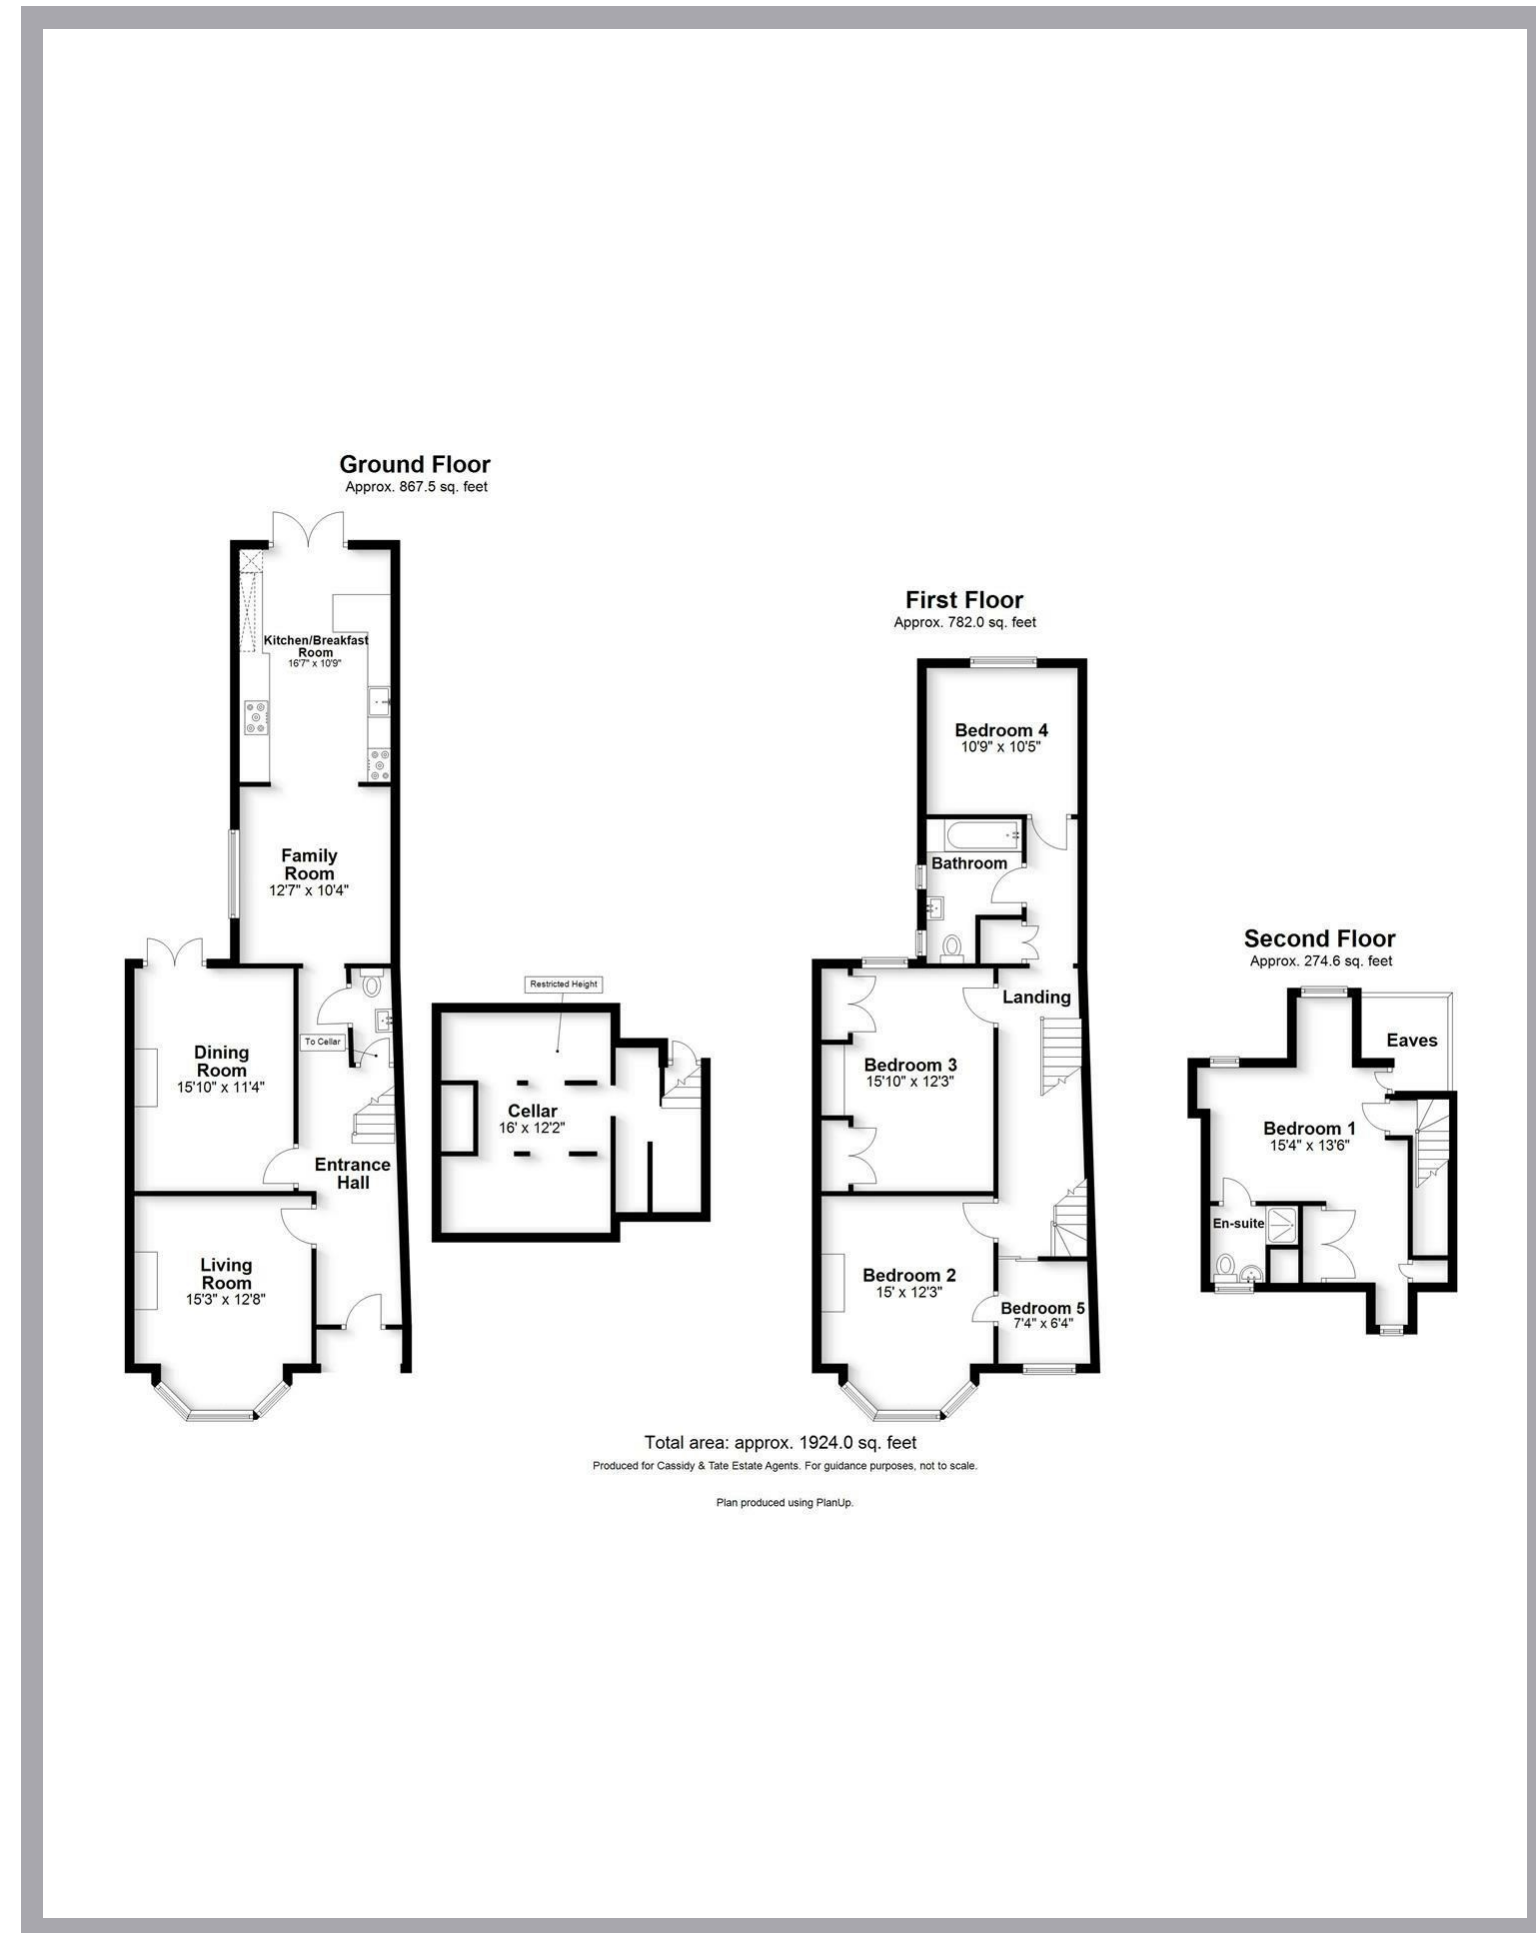 Ground Floor
Approx. 867.5 sq. feet
Kitchen/Breakfast
Room
16'7" x 10'9"
Family
Room
12'7" x 10'4"
To Cellar
Dining
Room
15'10" x 11'4"
Entrance
Hall
Living
Room
15'3" x 12'8"
Restricted Height
Cellar
16' x 12'2"
First Floor
Approx. 782.0 sq. feet
Bedroom 4
10'9" x 10'5"
Bathroom
Landing
Bedroom 3
15'10" x 12'3"
Bedroom 2
15' x 12'3"
Bedroom 5
7'4" x 6'4"
Second Floor
Approx. 274.6 sq. feet
Eaves
Bedroom 1
15'4" x 13'6"
En-suite
Total area: approx. 1924.0 sq. feet
Produced for Cassidy & Tate Estate Agents. For guidance purposes, not to scale.
Plan produced using PlanUp.